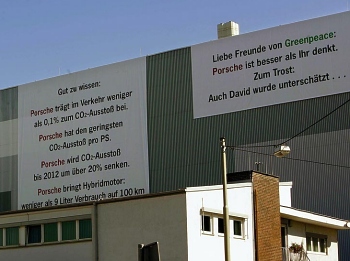 Gut zu wissen:
Porsche trägt im Verkehr weniger
als 0,1% zum CO₂-Ausstoß bei.
Porsche hat den geringsten
CO₂-Ausstoß pro PS.
Porsche wird CO₂-Ausstoß
bis 2012 um über 20% senken.
Porsche bringt Hybridmotor:
weniger als 9 Liter Verbrauch auf 100 km
Liebe Freunde von Greenpeace:
Porsche ist besser als Ihr denkt.
Zum Trost:
Auch David wurde unterschätzt . . .